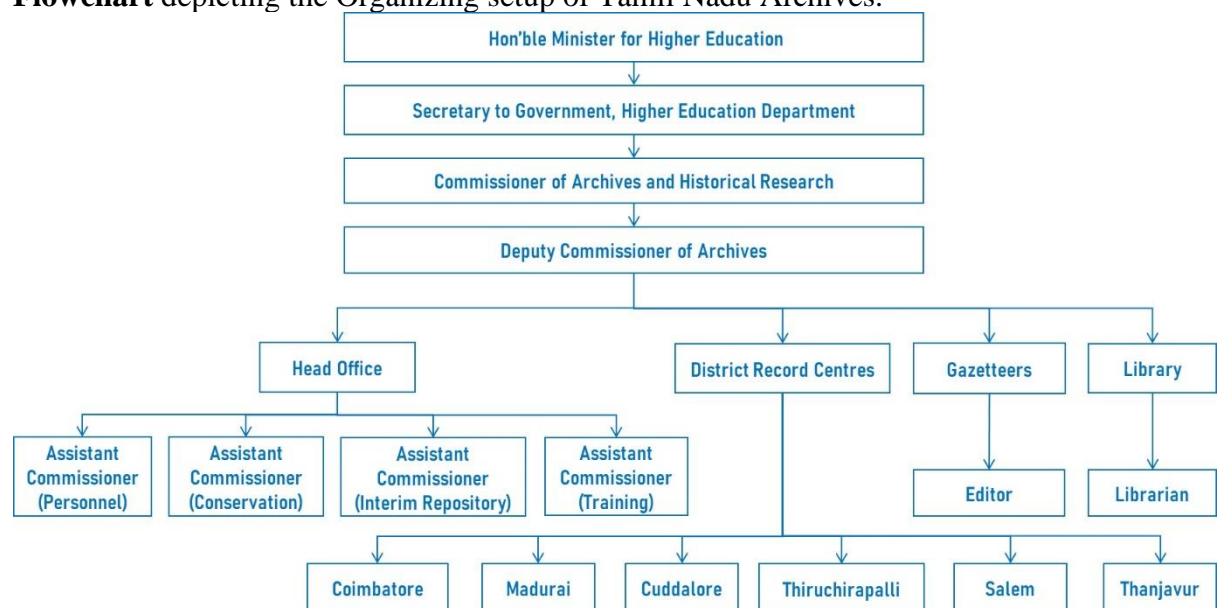 Flowchart depicting the Organizing setup of Tamil Nadu Archives.
Hon'ble Minister for Higher Education
Secretary to Government, Higher Education Department
Commissioner of Archives and Historical Research
Deputy Commissioner of Archives
Head Office
District Record Centres
Gazetteers
Library
Assistant
Commissioner
(Personnel)
Assistant
Commissioner
(Conservation)
Assistant
Commissioner
(Interim Repository)
Assistant
Commissioner
(Training)
Editor
Librarian
Coimbatore
Madurai
Cuddalore
Thiruchirapalli
Salem
Thanjavur